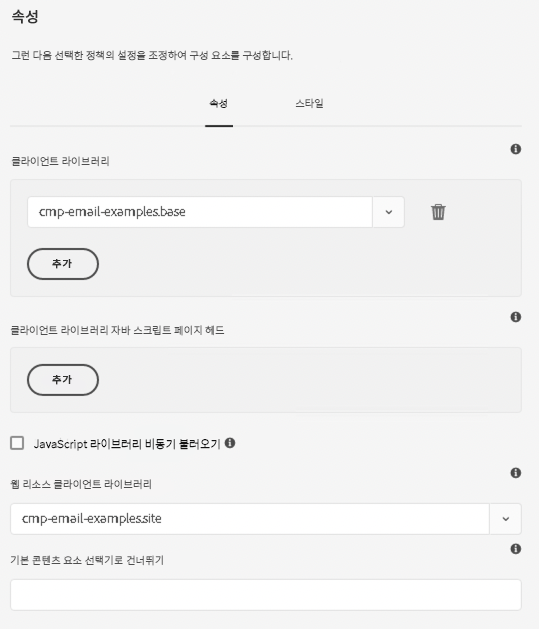 속성
그런 다음 선택한 정책의 설정을 조정하여 구성 요소를 구성합니다.
속성
스타일
클라이언트 라이브러리
cmp-email-examples.base
추가
클라이언트 라이브러리 자바 스크립트 페이지 헤드
추가
JavaScript 라이브러리 비동기 불러오기
웹 리소스 클라이언트 라이브러리
cmp-email-examples.site
기본 콘텐츠 요소 선택기로 건너뛰기